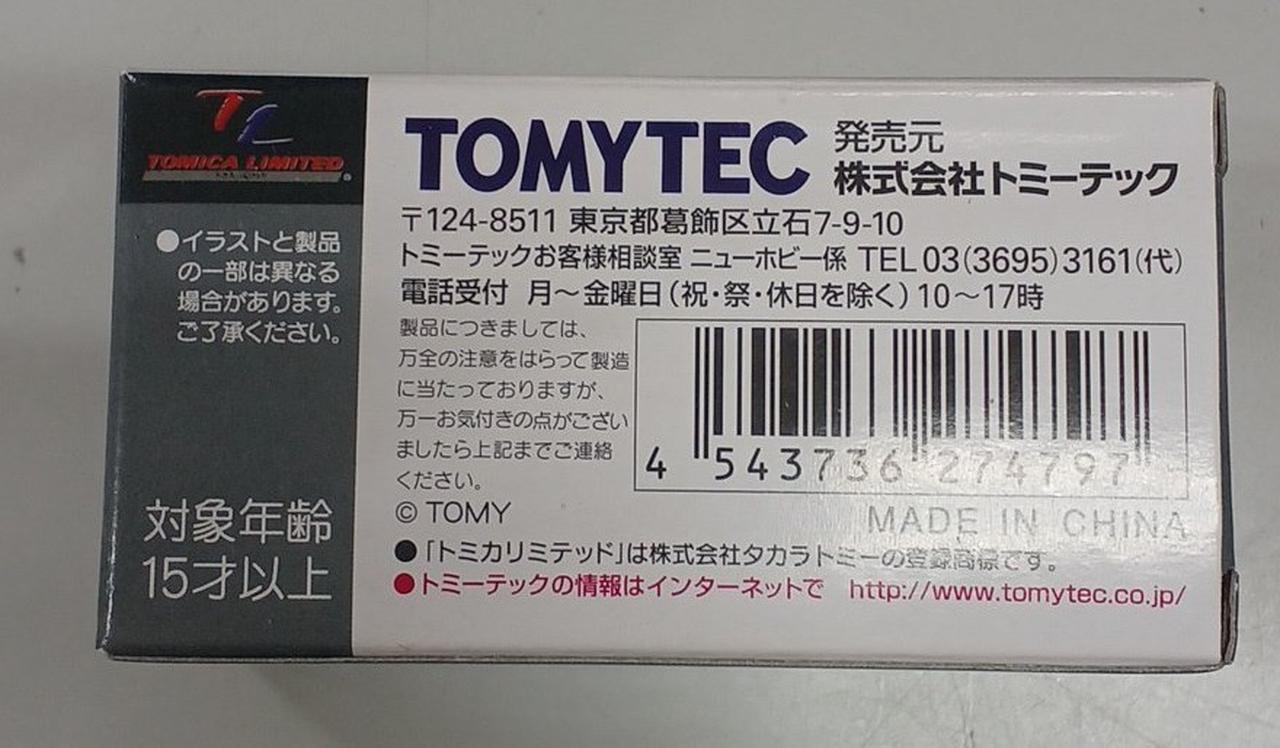 TL
TOMICA LIMITED
●イラストと製品
の一部は異なる
場合があります。
ご了承ください。
対象年齢
15才以上
TOMYTEC
発売元
株式会社トミーテック
〒124-8511 東京都葛飾区立石7-9-10
トミーテックお客様相談室 ニューホビー係 TEL 03(3695)3161(代)
電話受付 月～金曜日(祝・祭・休日を除く)10～17時
製品につきましては、
万全の注意をはらって製造
に当たっておりますが、
万一お気付きの点がござい
ましたら上記までご連絡
ください。
4 543736 274797
© TOMY
MADE IN CHINA
●「トミカリミテッド」は株式会社タカラトミーの登録商標です。
●トミーテックの情報はインターネットで http://www.tomytec.co.jp/